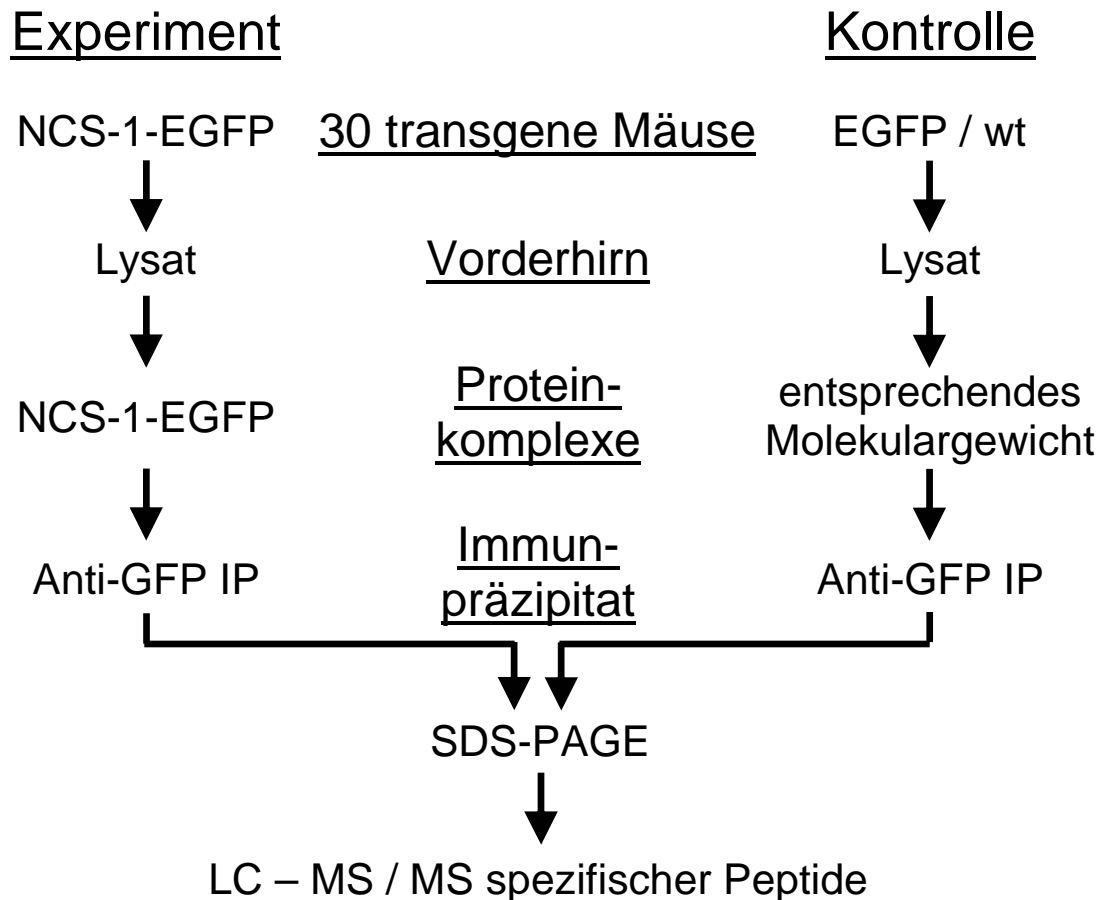 Experiment
Kontrolle
NCS-1-EGFP
30 transgene Mäuse
EGFP / wt
Lysat
Vorderhirn
Lysat
NCS-1-EGFP
Protein-
komplexe
entsprechendes
Molekulargewicht
Anti-GFP IP
Immun-
präzipitat
Anti-GFP IP
SDS-PAGE
LC – MS / MS spezifischer Peptide